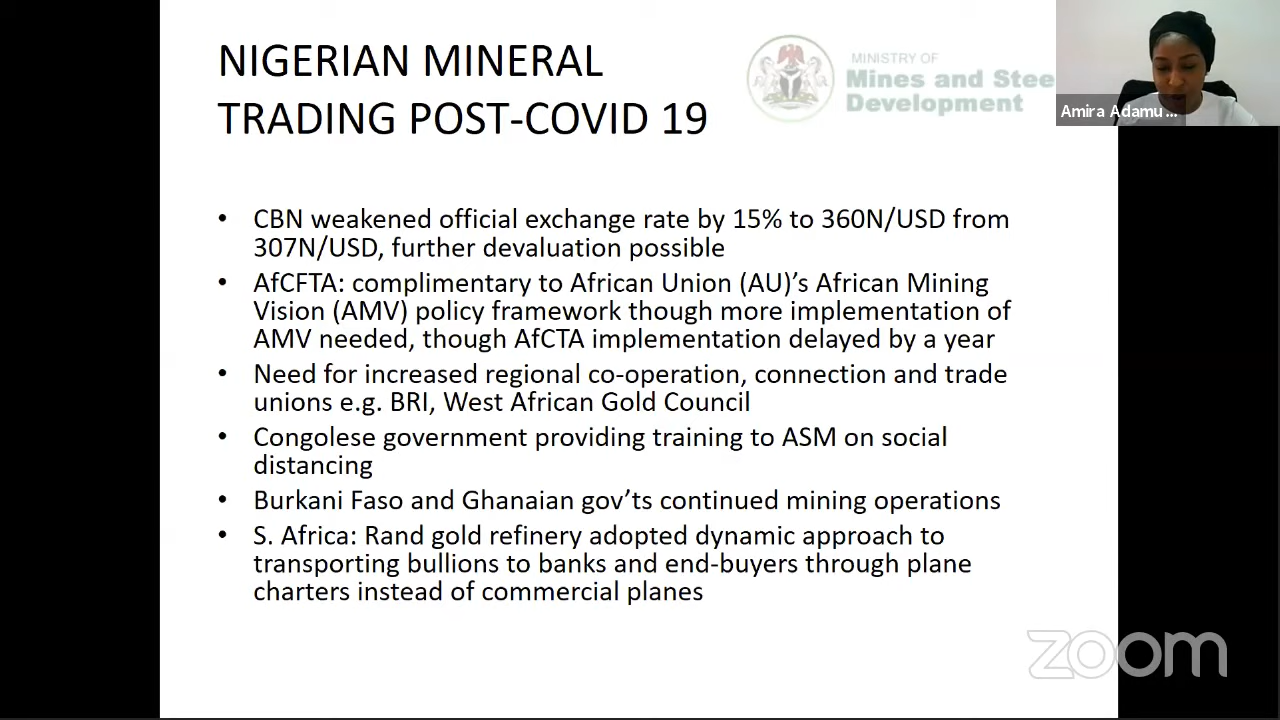 NIGERIAN MINERAL
TRADING POST-COVID 19
MINISTRY OF
Mines and Stee
Development
Amira Adamu ...
• CBN weakened official exchange rate by 15% to 360N/USD from
307N/USD, further devaluation possible
• AfCFTA: complimentary to African Union (AU)’s African Mining
Vision (AMV) policy framework though more implementation of
AMV needed, though AfCTA implementation delayed by a year
• Need for increased regional co-operation, connection and trade
unions e.g. BRI, West African Gold Council
• Congolese government providing training to ASM on social
distancing
• Burkani Faso and Ghanaian gov’ts continued mining operations
• S. Africa: Rand gold refinery adopted dynamic approach to
transporting bullions to banks and end-buyers through plane
charters instead of commercial planes
zoom